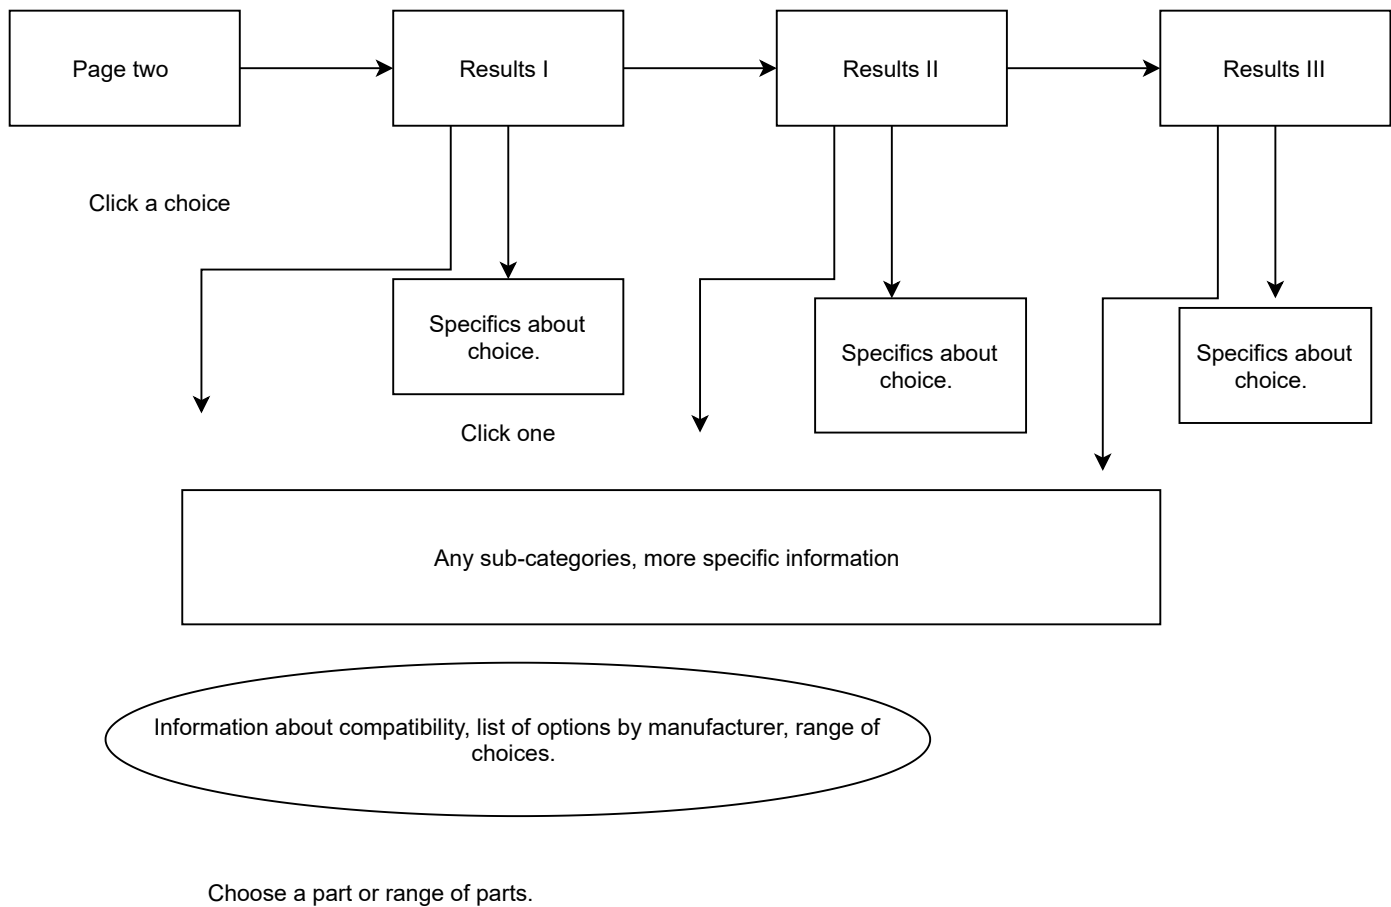 Page two
Results I
Results II
Results III
Click a choice
Specifics about
choice.
Specifics about
choice.
Specifics about
choice.
Click one
Any sub-categories, more specific information
Information about compatibility, list of options by manufacturer, range of
choices.
Choose a part or range of parts.